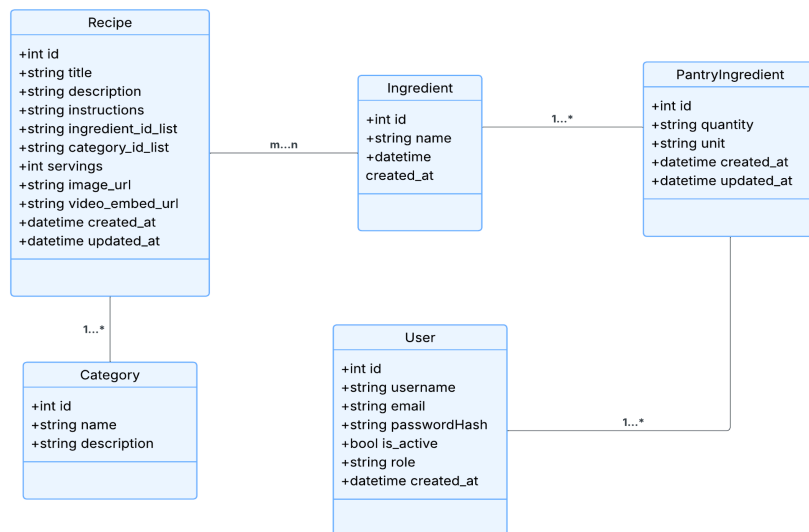 Recipe
+int id
+string title
+string description
+string instructions
+string ingredient_id_list
+string category_id_list
+int servings
+string image_url
+string video_embed_url
+datetime created_at
+datetime updated_at
m...n
Ingredient
+int id
+string name
+datetime
created_at
1...*
PantryIngredient
+int id
+string quantity
+string unit
+datetime created_at
+datetime updated_at
1...*
Category
+int id
+string name
+string description
User
+int id
+string username
+string email
+string passwordHash
+bool is_active
+string role
+datetime created_at
1...*